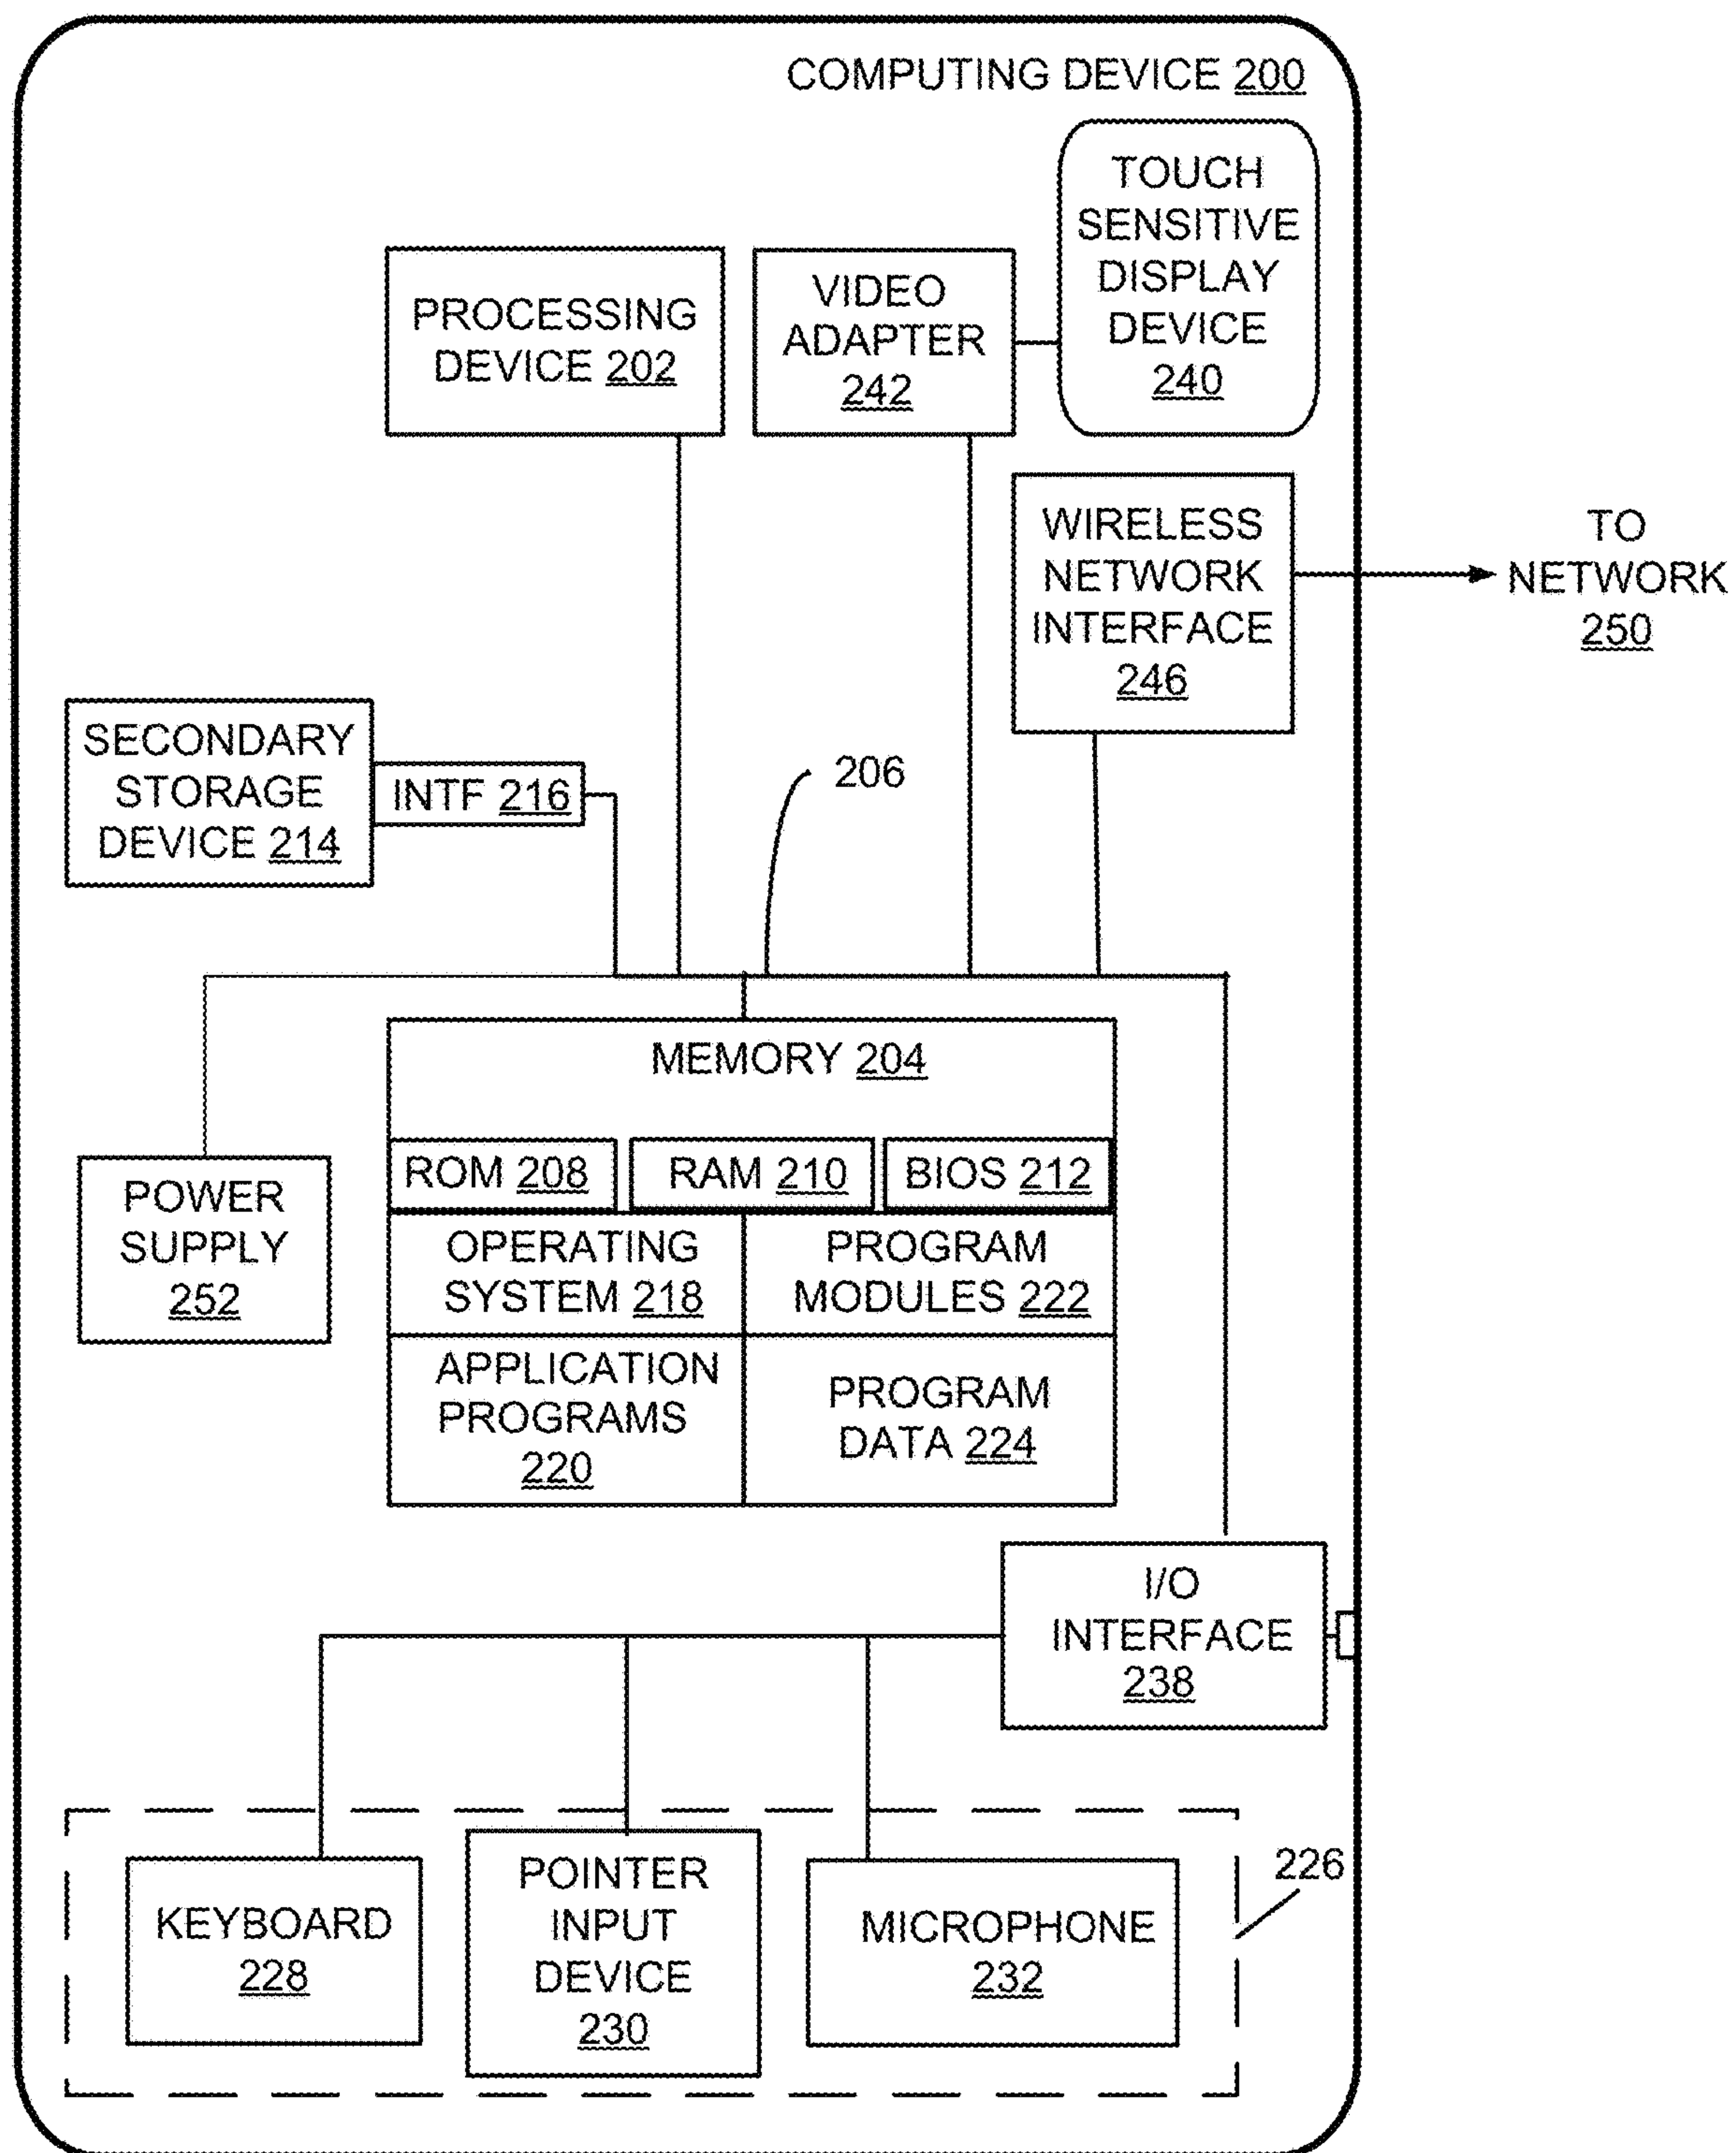 COMPUTING DEVICE 200
TOUCH
SENSITIVE
DISPLAY
DEVICE
240
PROCESSING
DEVICE 202
VIDEO
ADAPTER
242
WIRELESS
NETWORK
INTERFACE
246
TO
NETWORK
250
SECONDARY
STORAGE
DEVICE 214
INTF 216
206
MEMORY 204
ROM 208
RAM 210
BIOS 212
POWER
SUPPLY
252
OPERATING
SYSTEM 218
PROGRAM
MODULES 222
APPLICATION
PROGRAMS
220
PROGRAM
DATA 224
I/O
INTERFACE
238
226
KEYBOARD
228
POINTER
INPUT
DEVICE
230
MICROPHONE
232